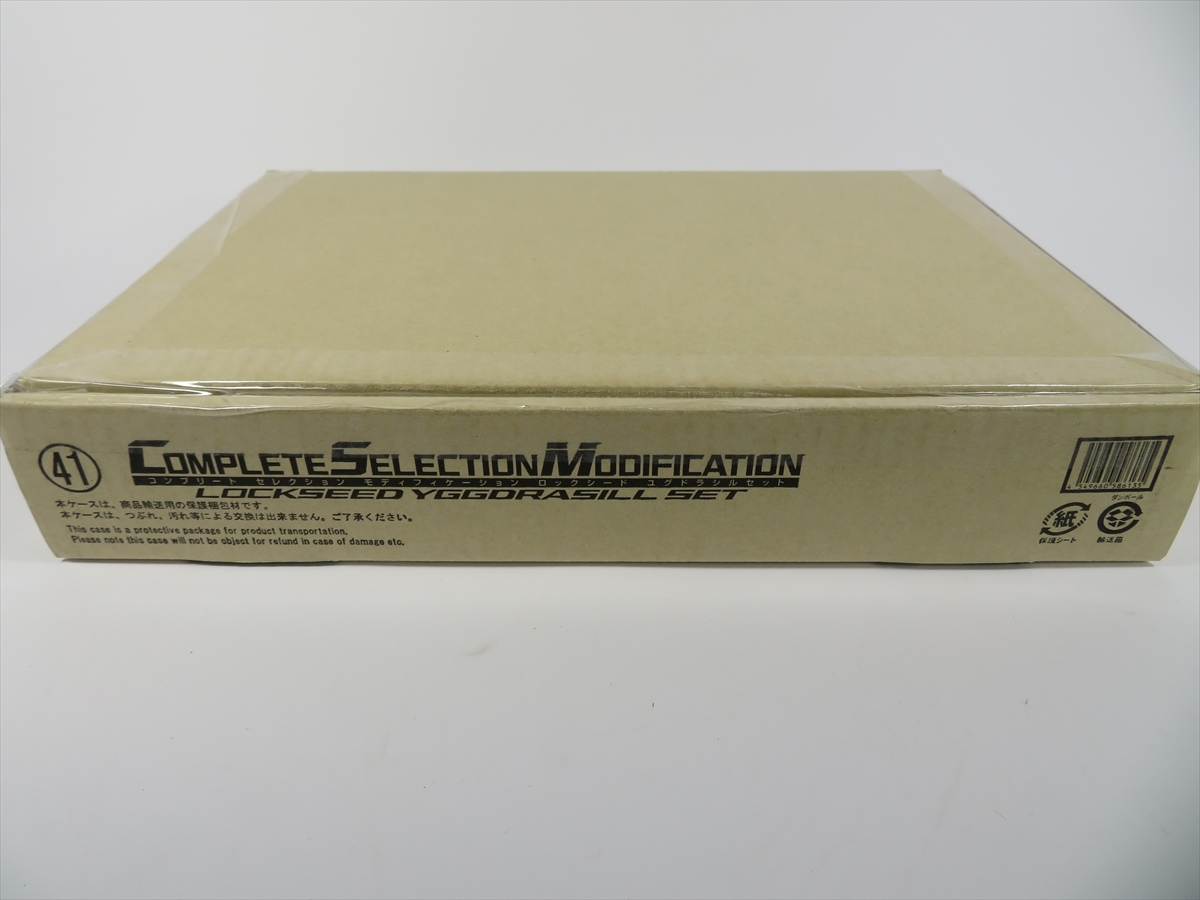 41
COMPLETE SELECTION MODIFICATION
コンプリート セレクション モディフィケーション ロックシード ユグドラシルセット
LOCKSEED YGGDRASILL SET
本ケースは、商品輸送用の保護梱包材です。
本ケースは、つぶれ、汚れ等による交換は出来ません。ご了承ください。
This case is a protective package for product transportation.
Please note this case will not be object for refund in case of damage etc.
4 549660 586135
ダンボール
紙
保護シート
輸送箱